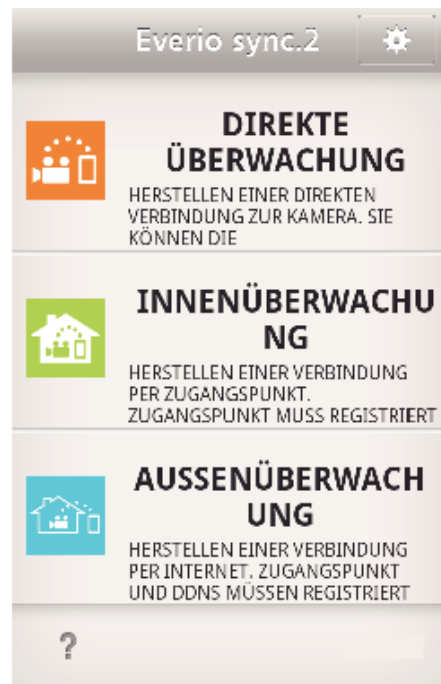 Everio sync.2
DIREKTE
ÜBERWACHUNG
HERSTELLEN EINER DIREKTEN
VERBINDUNG ZUR KAMERA. SIE
KÖNNEN DIE
INNENÜBERWACHU
NG
HERSTELLEN EINER VERBINDUNG
PER ZUGANGSPUNKT.
ZUGANGSPUNKT MUSS REGISTRIERT
AUSSENÜBERWACH
UNG
HERSTELLEN EINER VERBINDUNG
PER INTERNET. ZUGANGSPUNKT
UND DDNS MÜSSEN REGISTRIERT
?